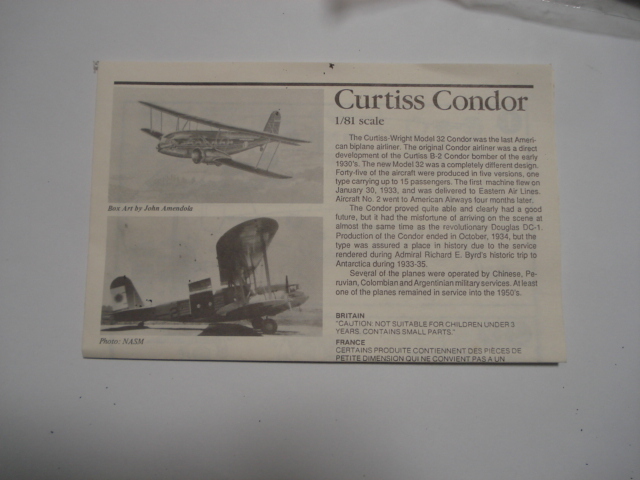 Curtiss Condor
1/81 scale
The Curtiss-Wright Model 32 Condor was the last Ameri-
can biplane airliner. The original Condor airliner was a direct
development of the Curtiss B-2 Condor bomber of the early
1930's. The new Model 32 was a completely different design.
Forty-five of the aircraft were produced in five versions, one
type carrying up to 15 passengers. The first machine flew on
January 30, 1933, and was delivered to Eastern Air Lines.
Aircraft No. 2 went to American Airways four months later.
The Condor proved quite able and clearly had a good
future, but it had the misfortune of arriving on the scene at
almost the same time as the revolutionary Douglas DC-1.
Production of the Condor ended in October, 1934, but the
type was assured a place in history due to the service
rendered during Admiral Richard E. Byrd's historic trip to
Antarctica during 1933-35.
Several of the planes were operated by Chinese, Pe-
ruvian, Colombian and Argentinian military services. At least
one of the planes remained in service into the 1950's.
BRITAIN
"CAUTION: NOT SUITABLE FOR CHILDREN UNDER 3
YEARS, CONTAINS SMALL PARTS."
FRANCE
CERTAINS PRODUITE CONTIENNENT DES PIECES DE
PETITE DIMENSION QUI NE CONVIENT PAS A UN
Box Art by John Amendola
Photo: NASM